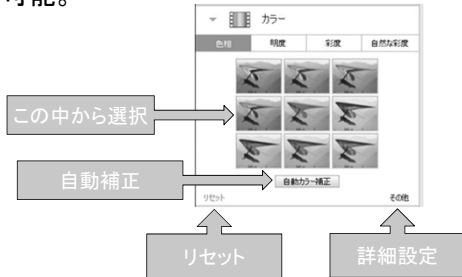 可能。
カラー
色相 明度 彩度 自然な彩度
この中から選択
自動補正
自動カラー補正
リセット その他
リセット 詳細設定